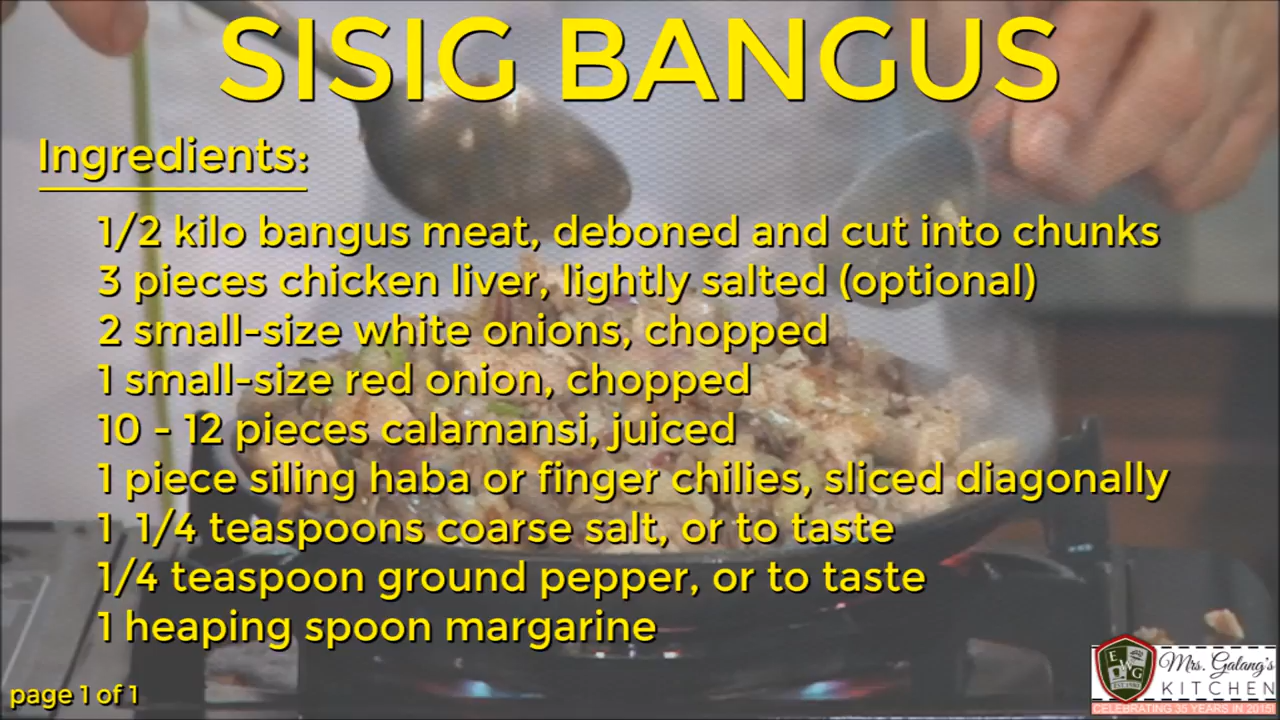 SISIG BANGUS
Ingredients:
1/2 kilo bangus meat, deboned and cut into chunks
3 pieces chicken liver, lightly salted (optional)
2 small-size white onions, chopped
1 small-size red onion, chopped
10 - 12 pieces calamansi, juiced
1 piece siling haba or finger chilies, sliced diagonally
1 1/4 teaspoons coarse salt, or to taste
1/4 teaspoon ground pepper, or to taste
1 heaping spoon margarine
page 1 of 1
Mrs. Galang's
KITCHEN
CELEBRATING 35 YEARS IN 2015!